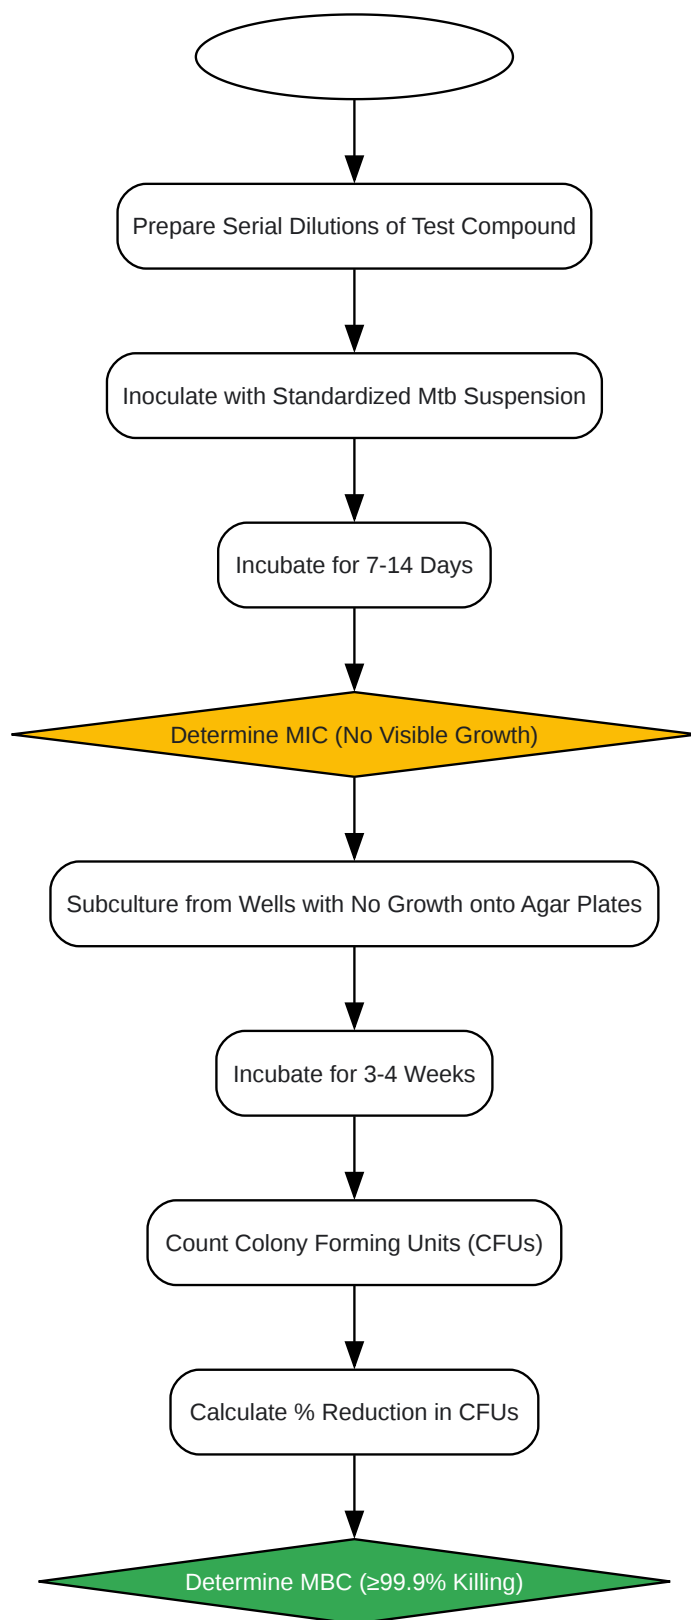 Prepare Serial Dilutions of Test Compound
Inoculate with Standardized Mtb Suspension
Incubate for 7-14 Days
Determine MIC (No Visible Growth)
Subculture from Wells with No Growth onto Agar Plates
Incubate for 3-4 Weeks
Count Colony Forming Units (CFUs)
Calculate % Reduction in CFUs
Determine MBC (≥99.9% Killing)